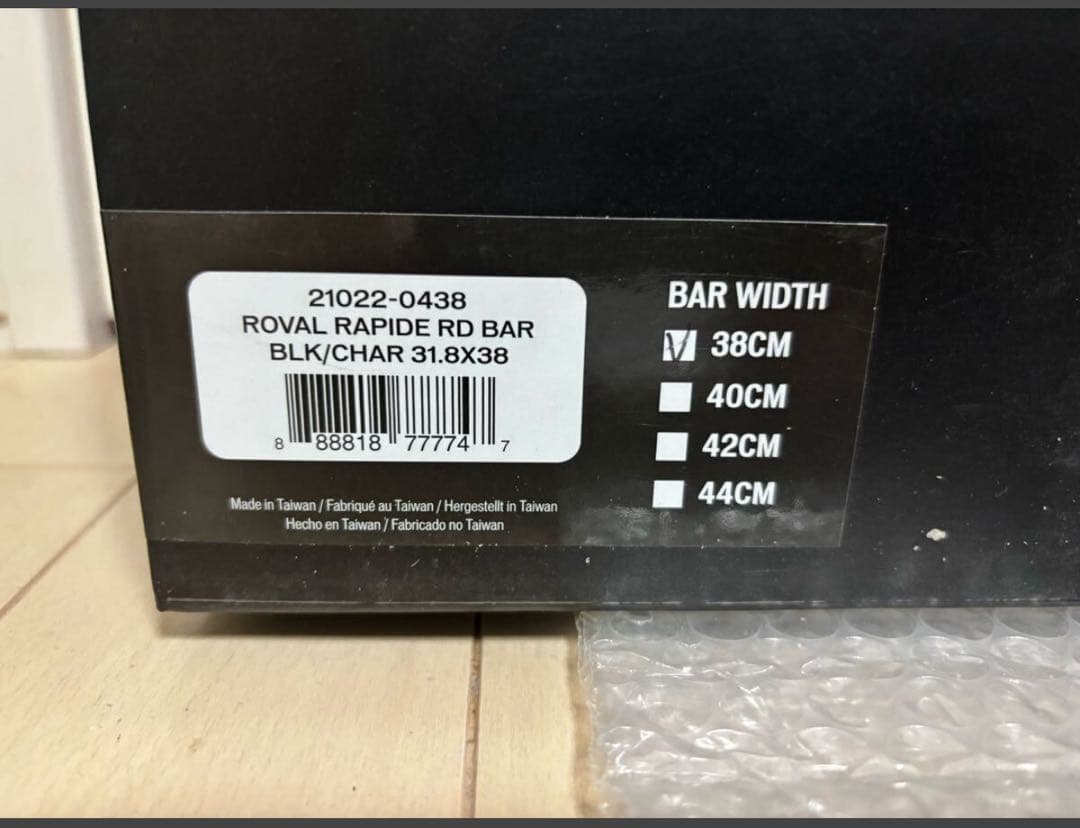 21022-0438
ROVAL RAPIDE RD BAR
BLK/CHAR 31.8X38
8 88818 77774 7
Made in Taiwan / Fabriqué au Taiwan / Hergestellt in Taiwan
Hecho en Taiwan / Fabricado no Taiwan
BAR WIDTH
38CM
40CM
42CM
44CM